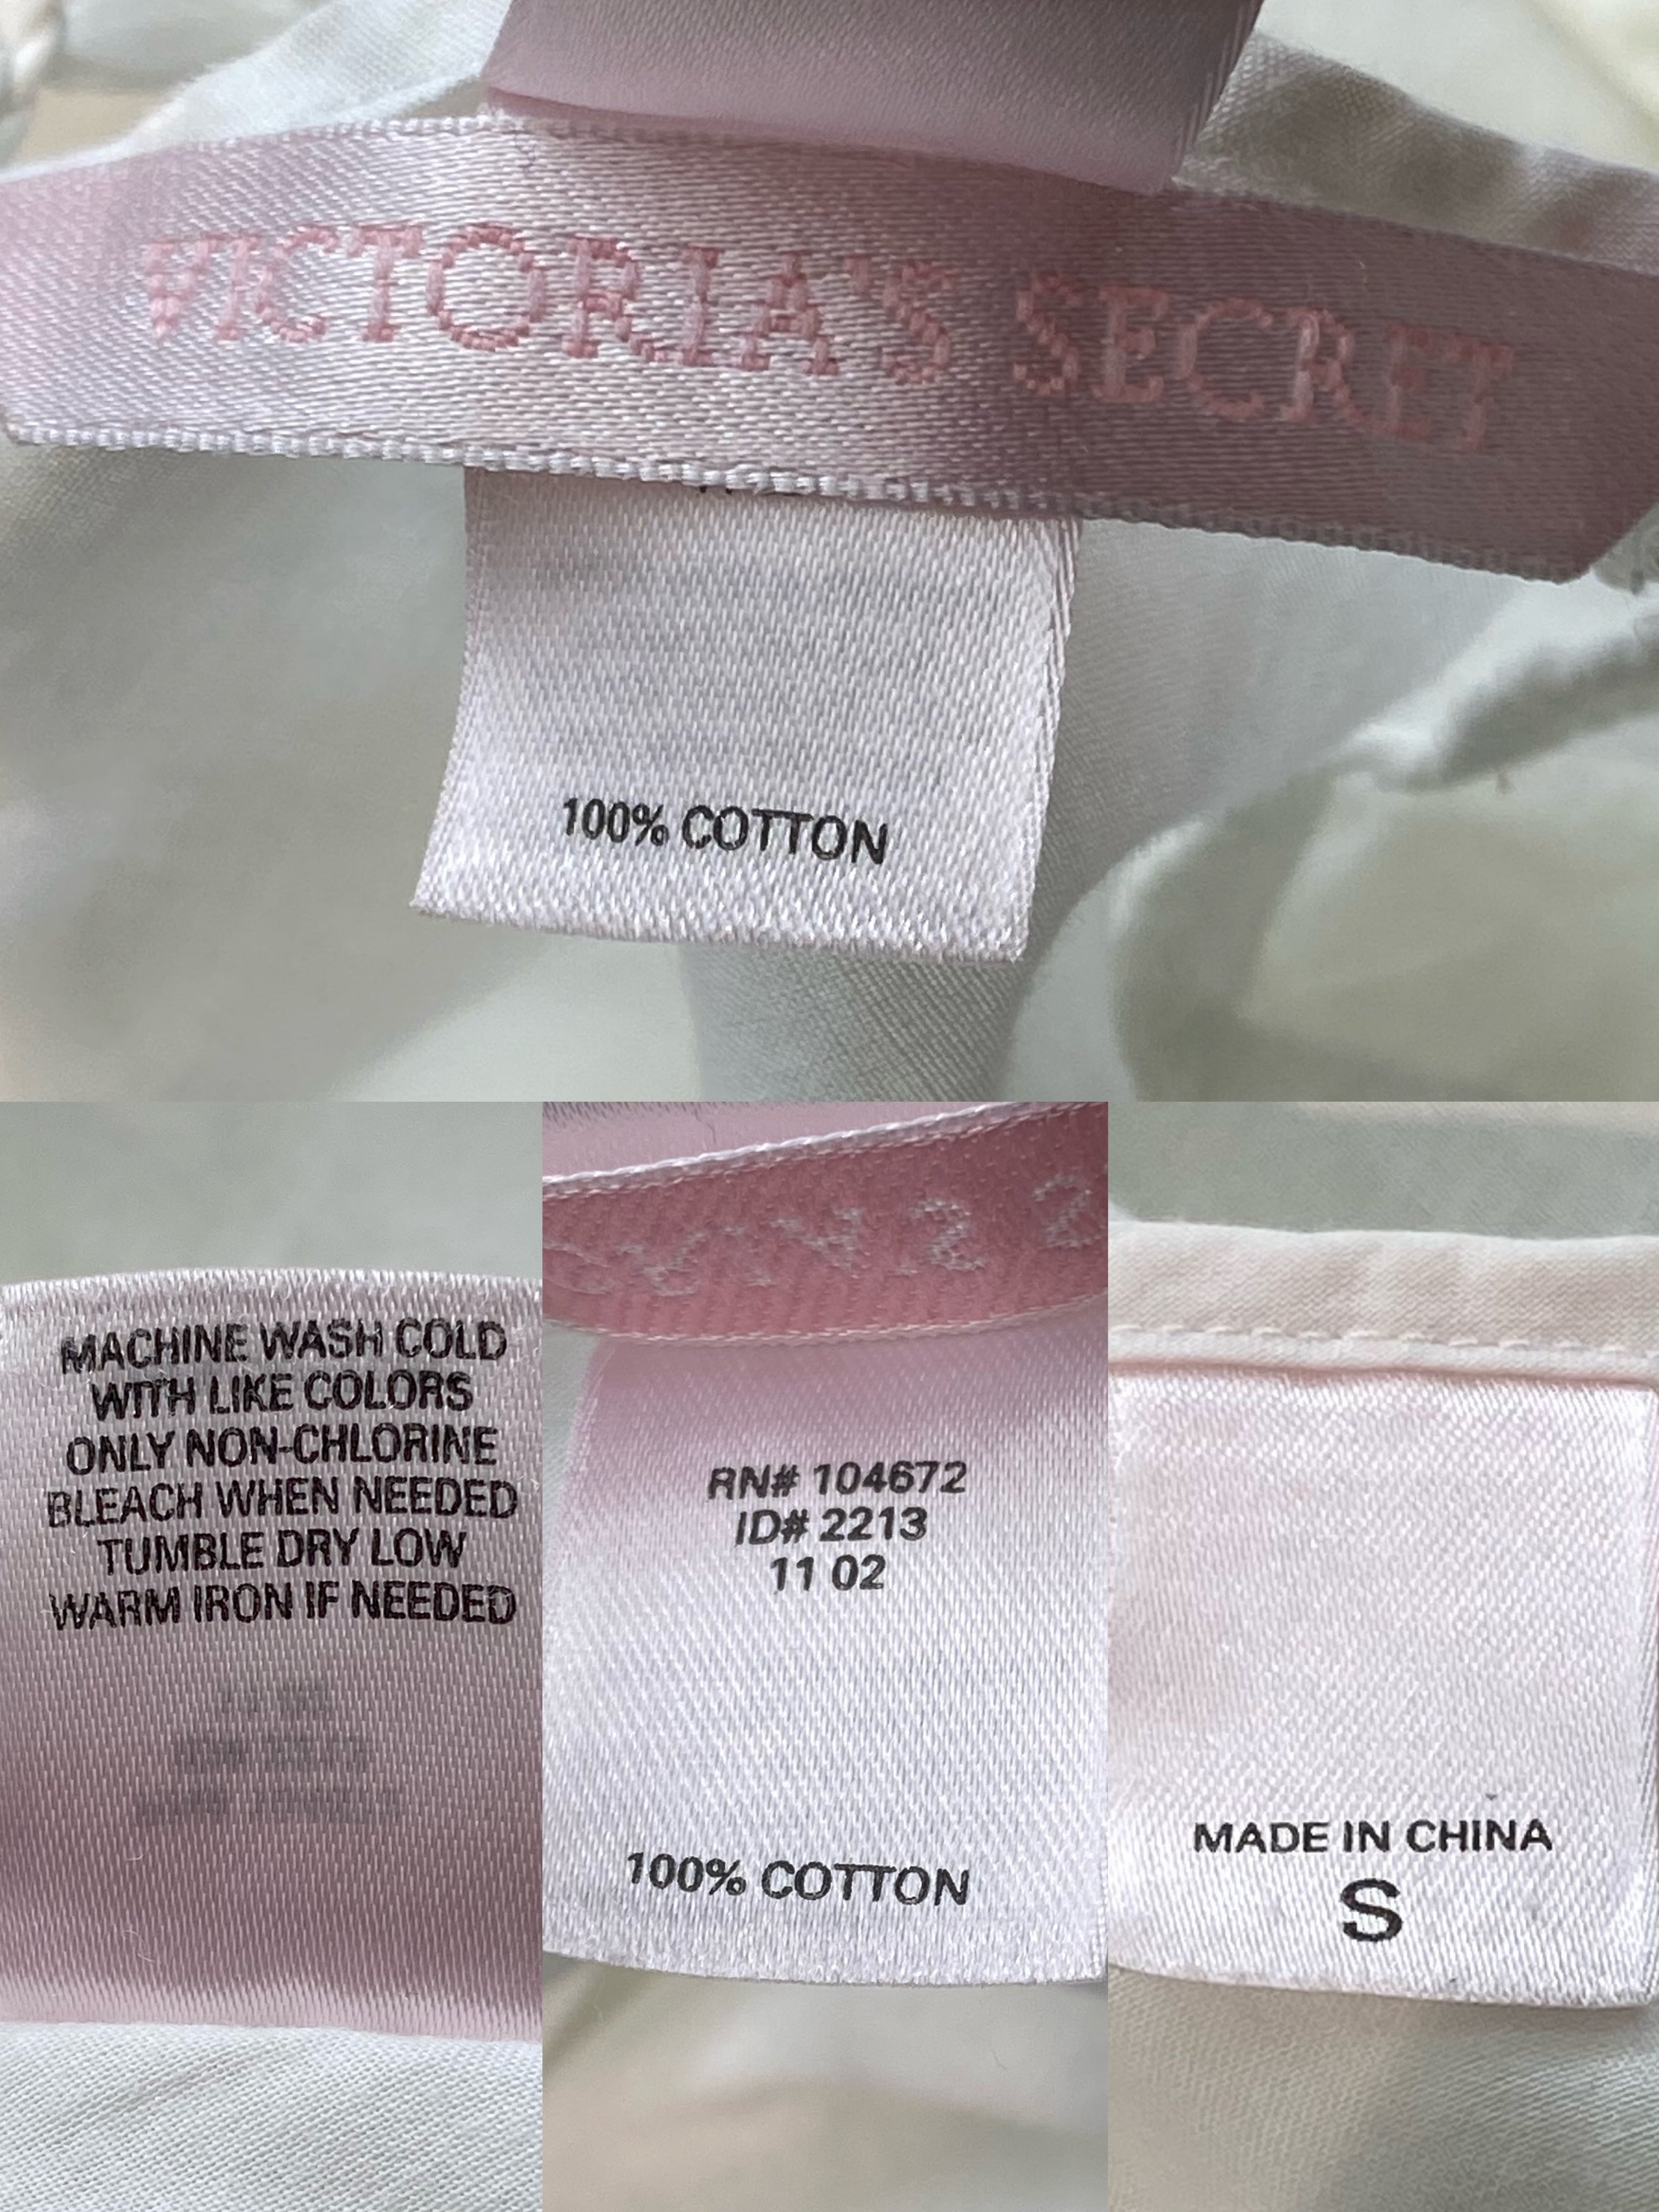 VICTORIA'S SECRET
100% COTTON
MACHINE WASH COLD
WITH LIKE COLORS
ONLY NON-CHLORINE
BLEACH WHEN NEEDED
TUMBLE DRY LOW
WARM IRON IF NEEDED
RN# 104672
ID# 2213
11 02
100% COTTON
MADE IN CHINA
S